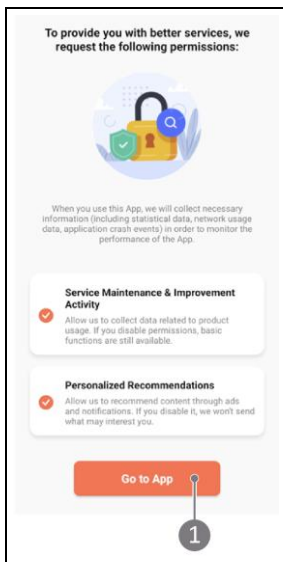 To provide you with better services, we
request the following permissions:
When you use this App, we will collect necessary
information (including statistical data, network usage
data, application crash events) in order to monitor the
performance of the App.
Service Maintenance & Improvement
Activity
Allow us to collect data related to product
usage. If you disable permissions, basic
functions are still available.
Personalized Recommendations
Allow us to recommend content through ads
and notifications. If you disable it, we won't send
what may interest you.
Go to App
1